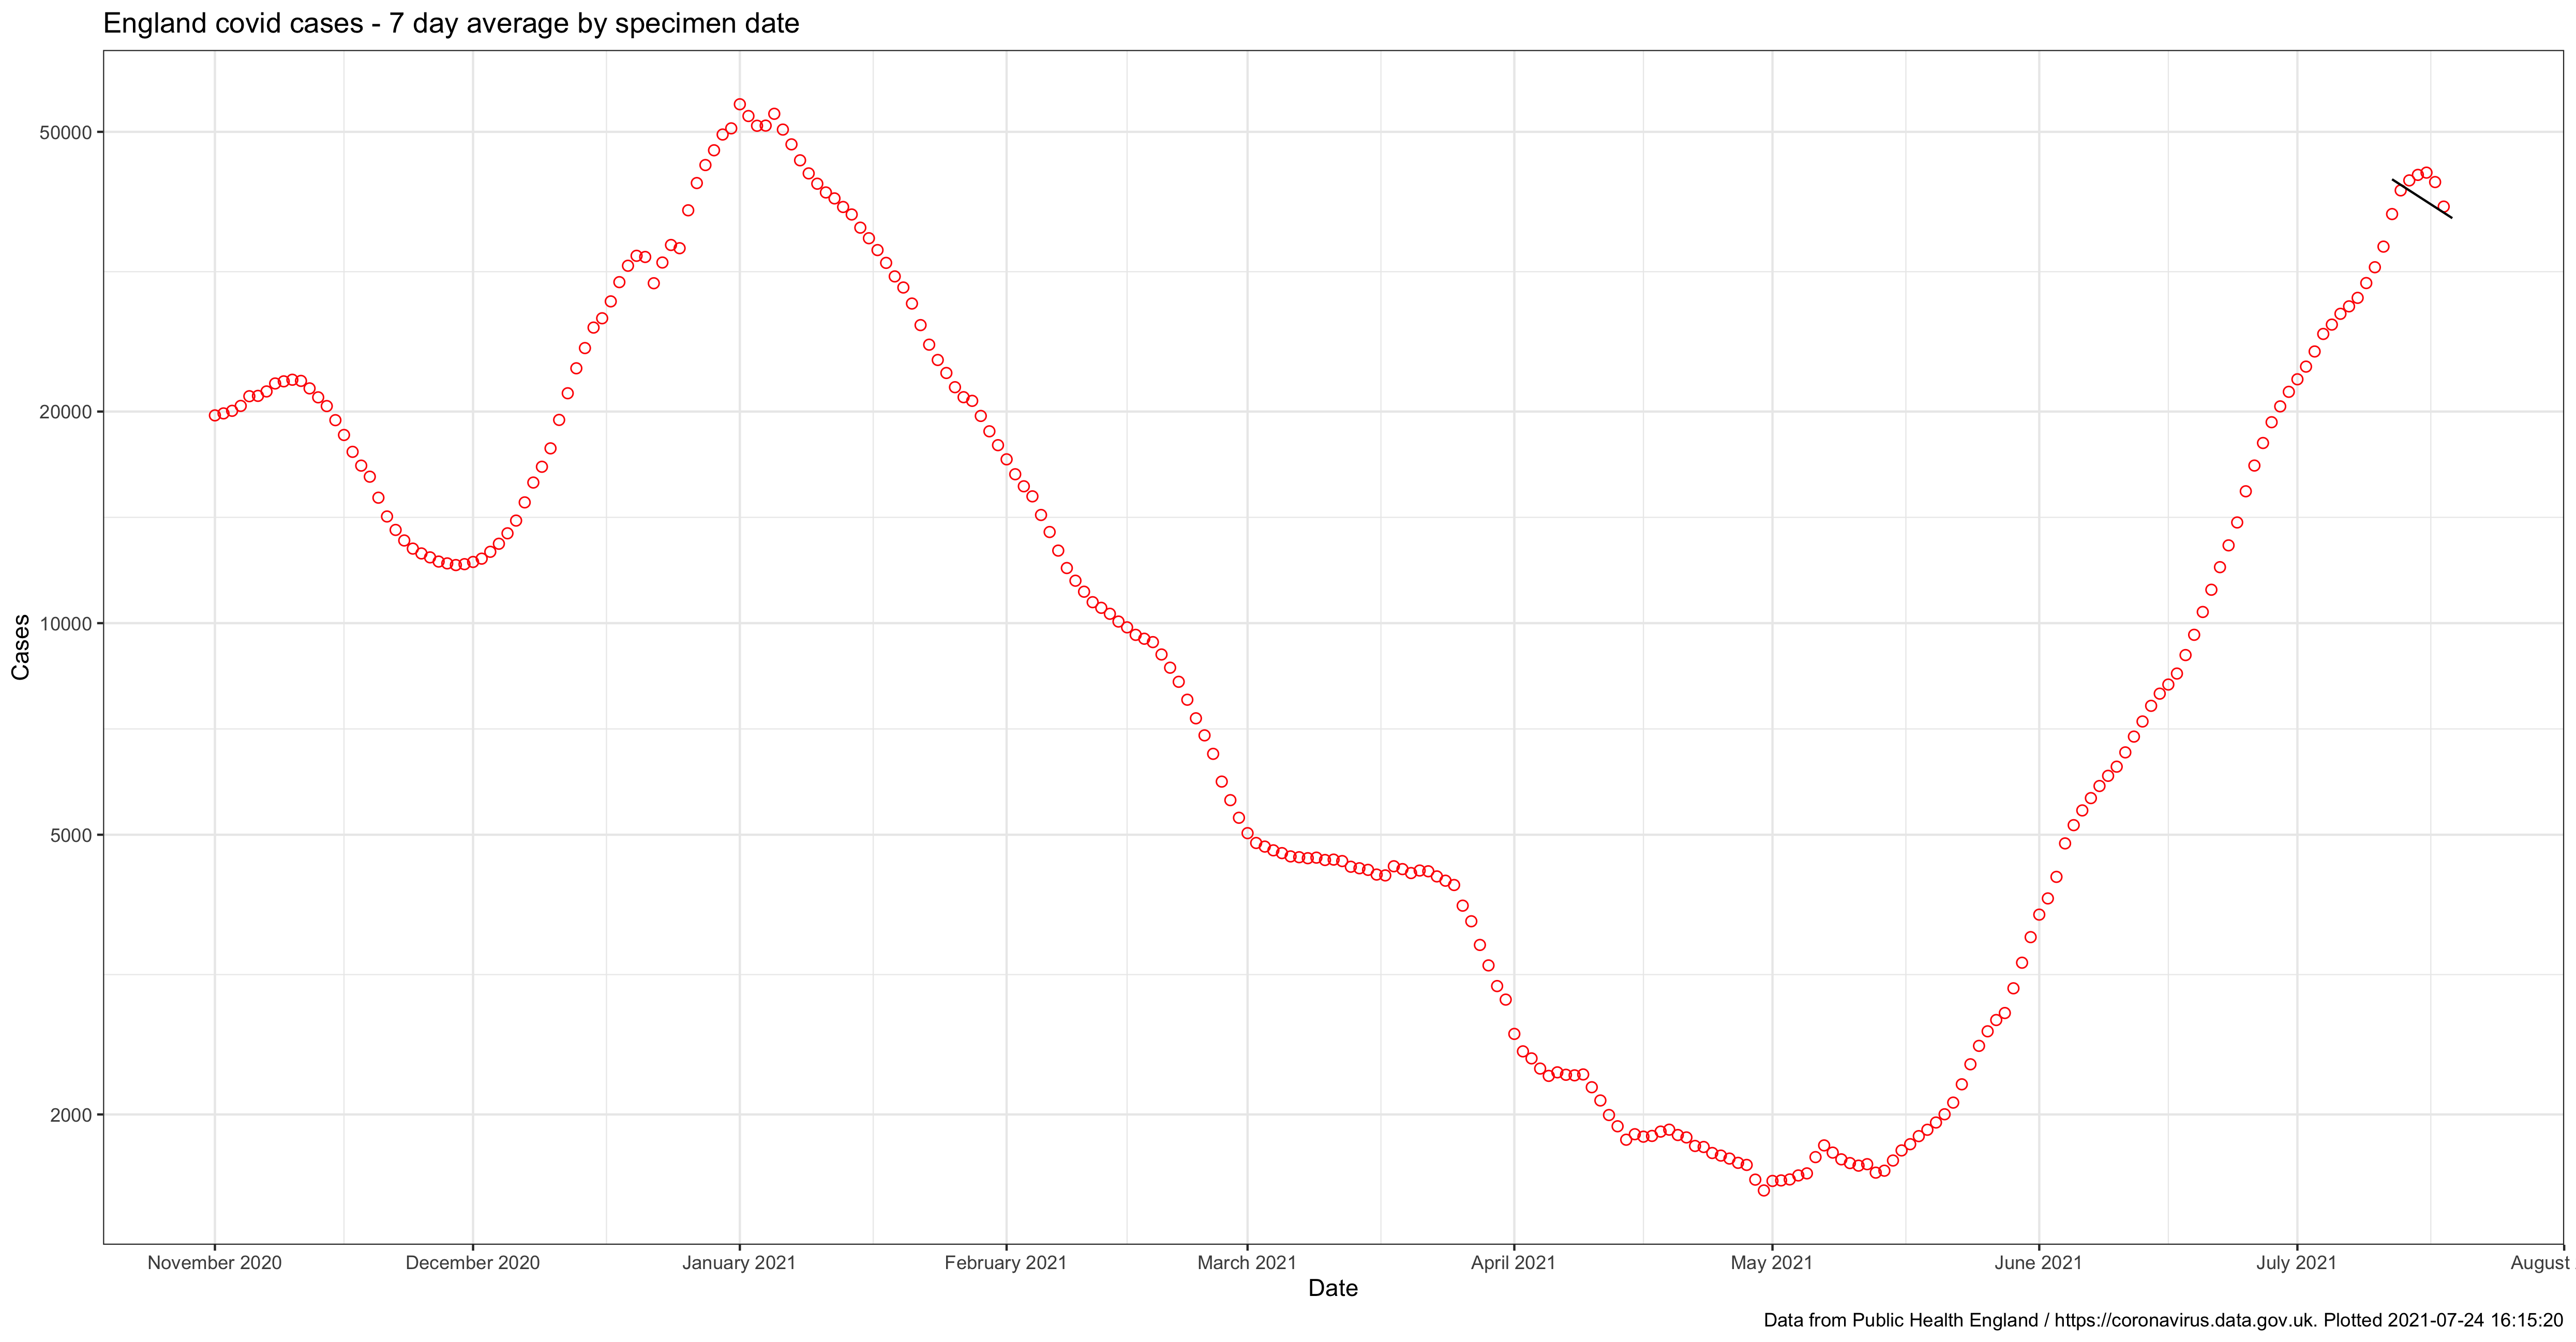 England covid cases - 7 day average by specimen date
50000
20000
10000
5000
2000
Cases
November 2020 December 2020 January 2021 February 2021 March 2021 April 2021 May 2021 June 2021 July 2021 August
Date
Data from Public Health England / https://coronavirus.data.gov.uk. Plotted 2021-07-24 16:15:20